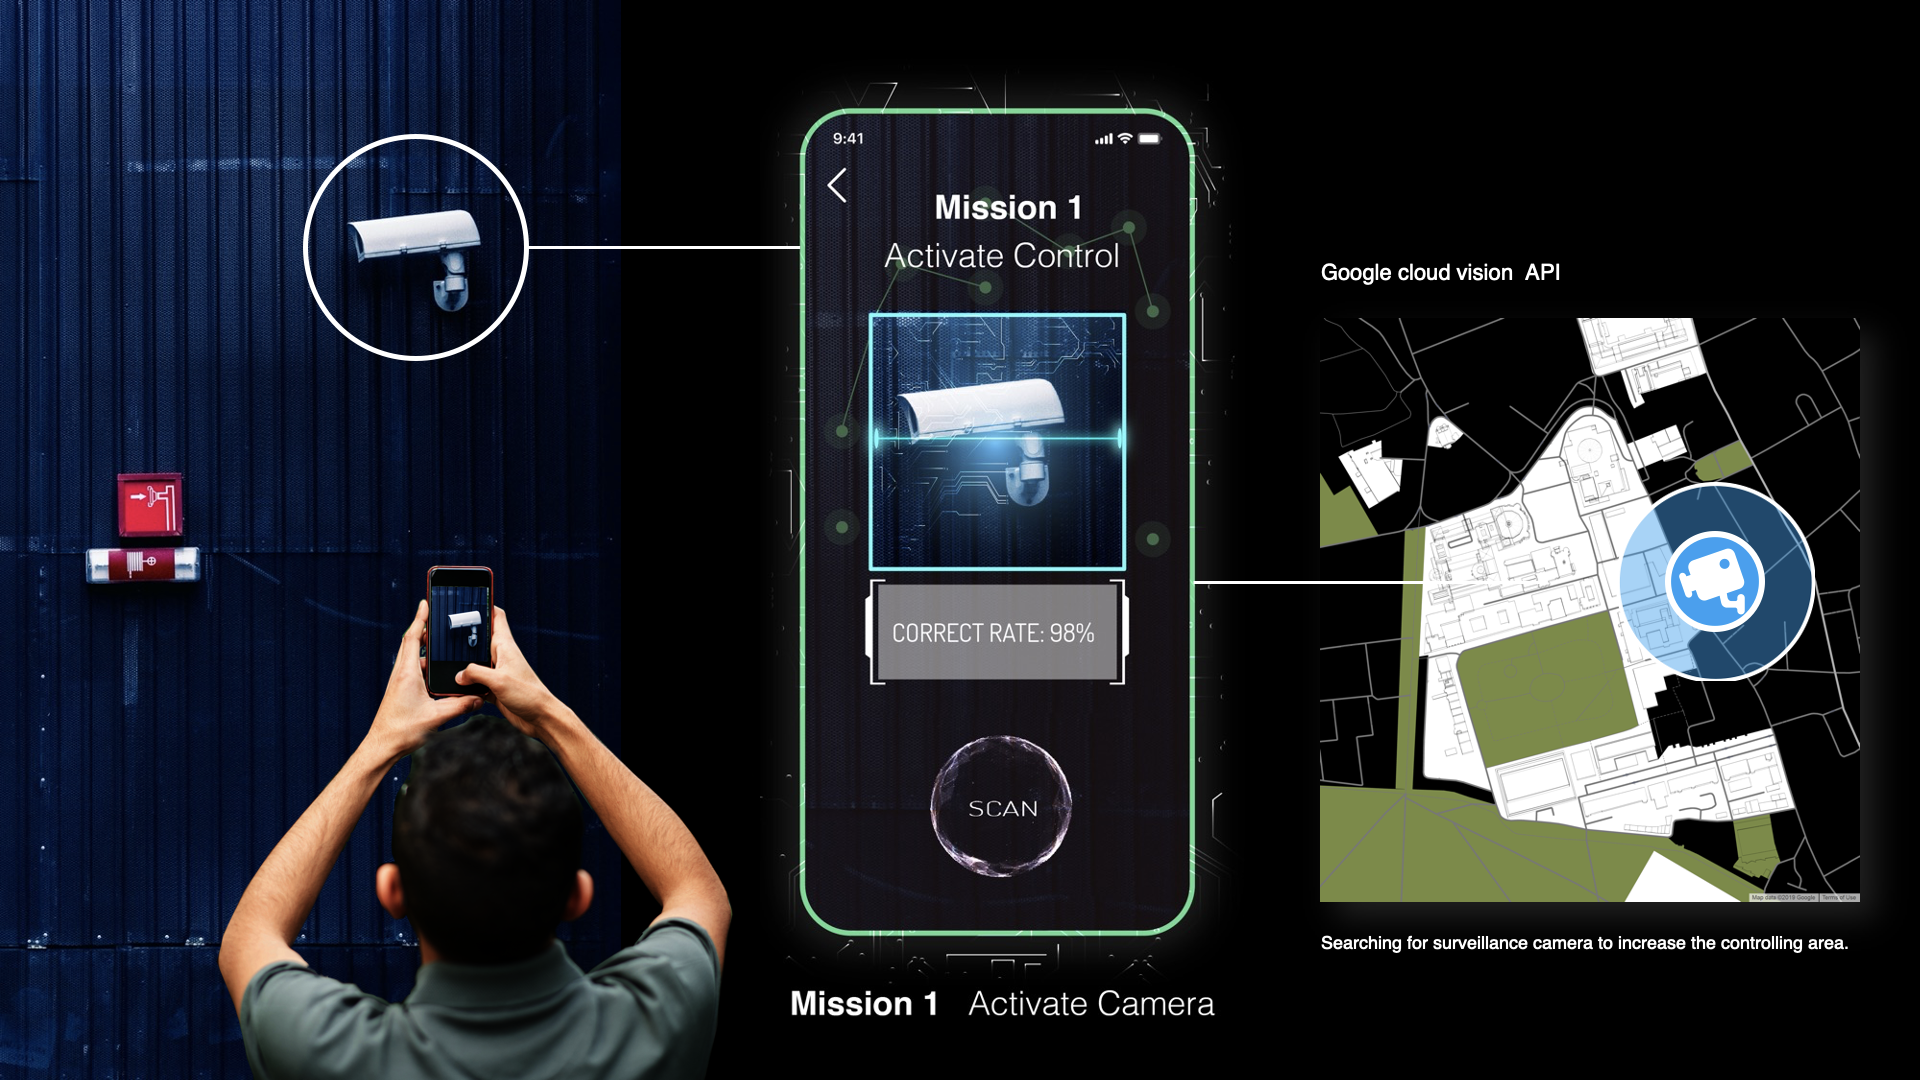 9:41
Mission 1
Activate Control
CORRECT RATE: 98%
SCAN
Mission 1 Activate Camera
Google cloud vision API
Map data ©2019 Google Terms of Use
Searching for surveillance camera to increase the controlling area.